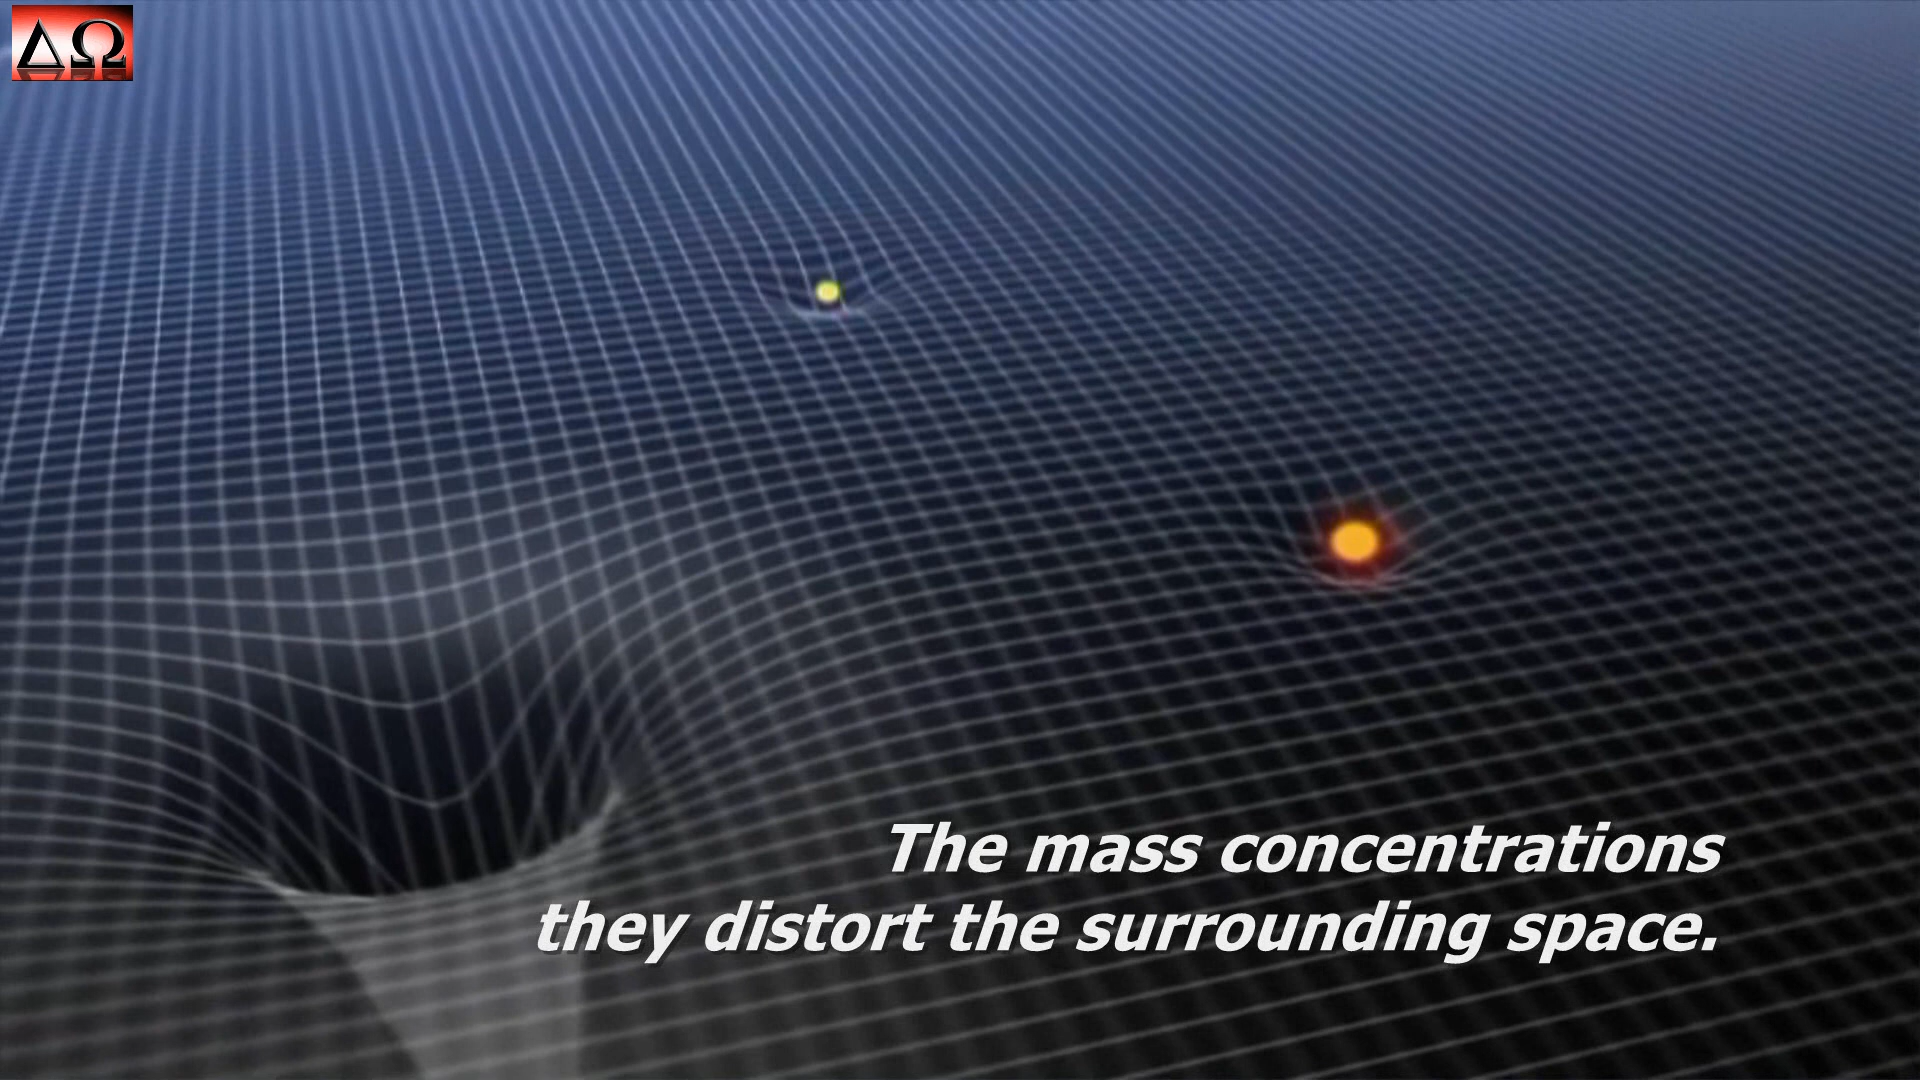 ΔΩ
The mass concentrations
they distort the surrounding space.